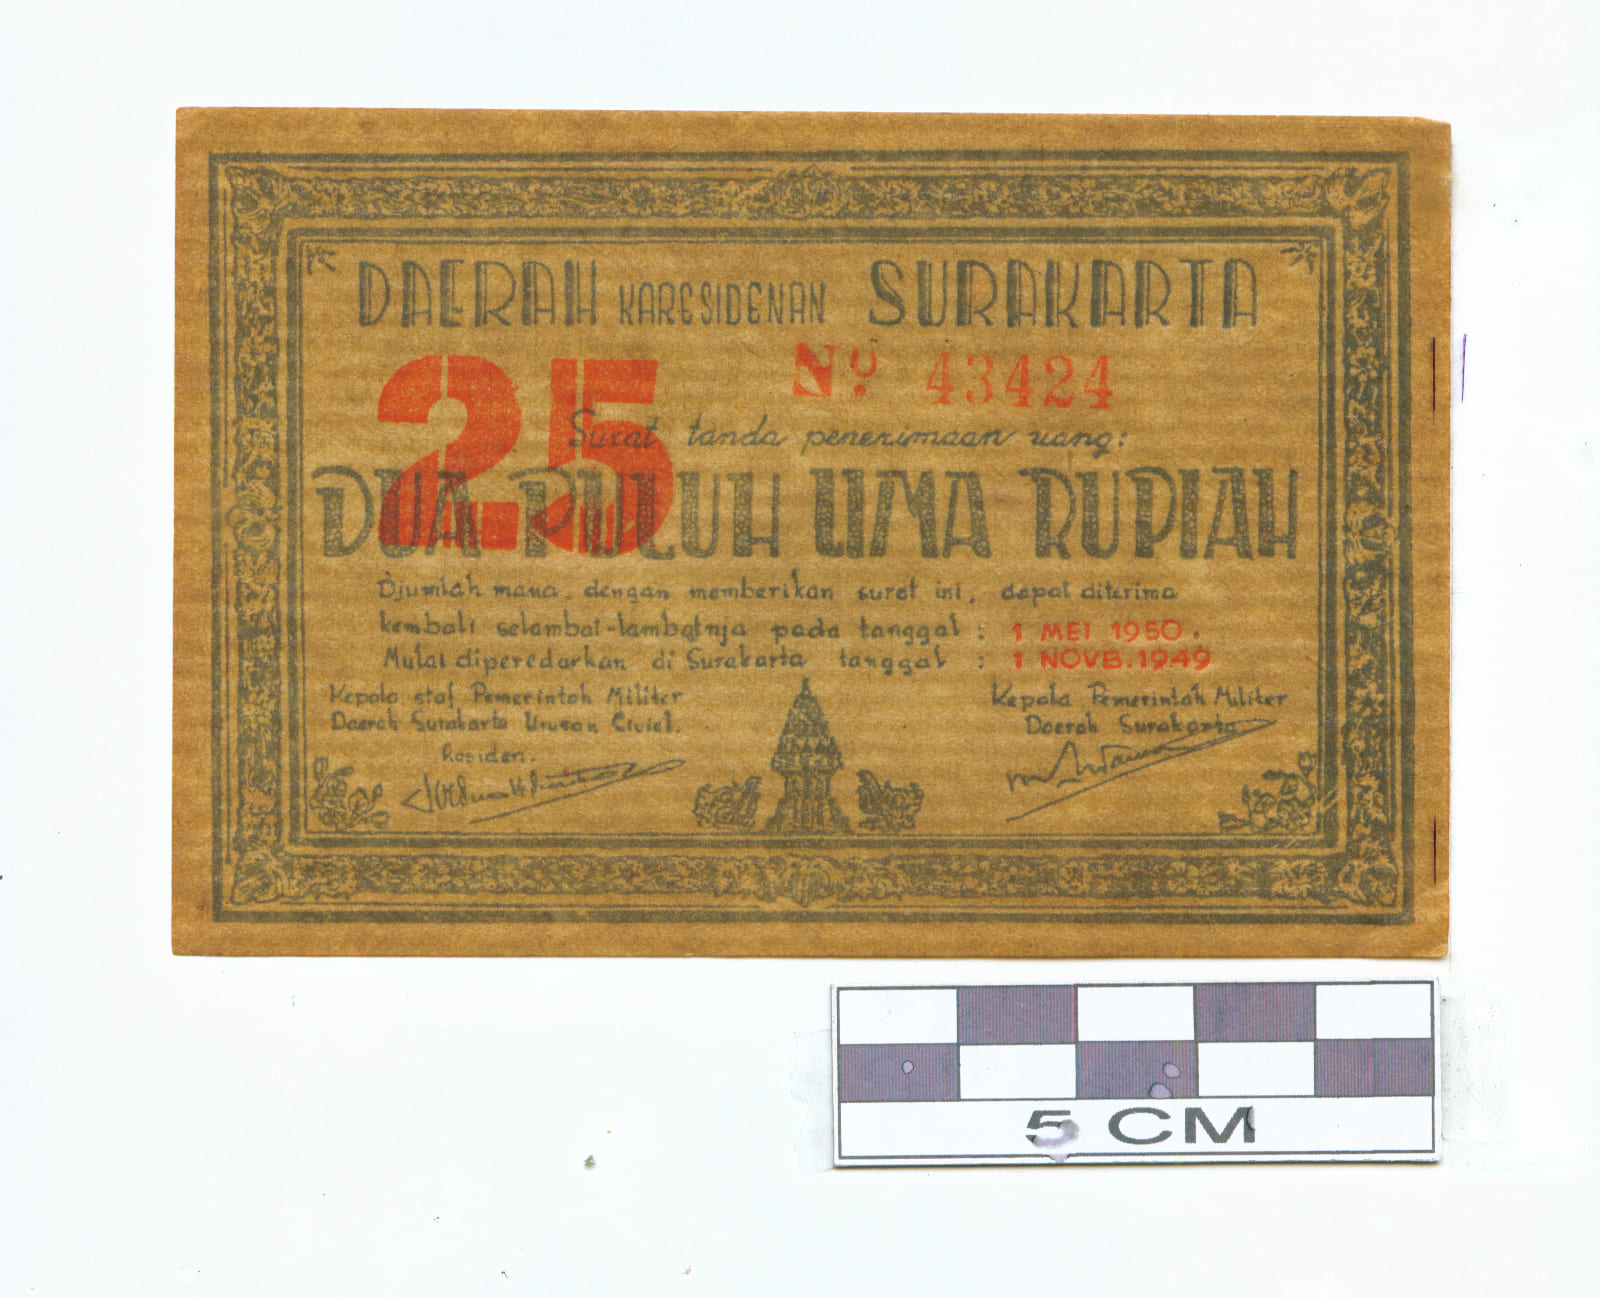 DAERAH KARESIDENAN SURAKARTA
25
No. 43424
Surat tanda penerimaan uang:
DUA PULUH LIMA RUPIAH
Djumlah mana, dengan memberikan surat ini, dapat diterima
kembali selambat-lambatnja pada tanggal : 1 MEI 1950.
Mulai diperedarkan di Surakarta tanggal : 1 NOVB. 1949
Kepala staf Pemerintah Militer
Daerah Surakarta Urusan Civiel.
Residen.
Kepala Pemerintah Militer
Daerah Surakarta
5 CM